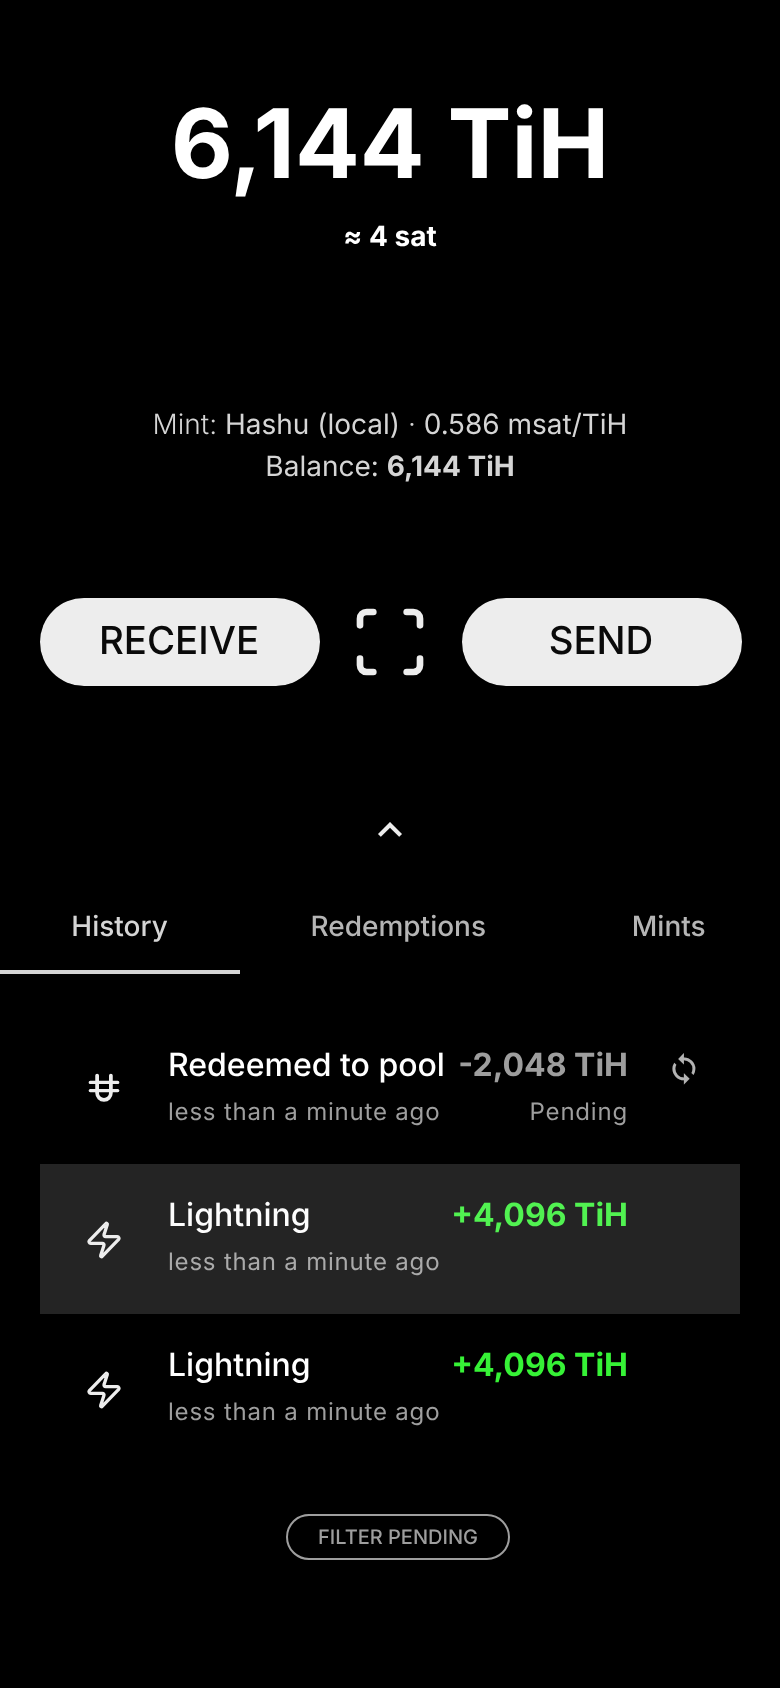 6,144 TiH
≈ 4 sat
Mint: Hashu (local) · 0.586 msat/TiH
Balance: 6,144 TiH
RECEIVE
SEND
History
Redemptions
Mints
Redeemed to pool -2,048 TiH
less than a minute ago Pending
Lightning +4,096 TiH
less than a minute ago
Lightning +4,096 TiH
less than a minute ago
FILTER PENDING